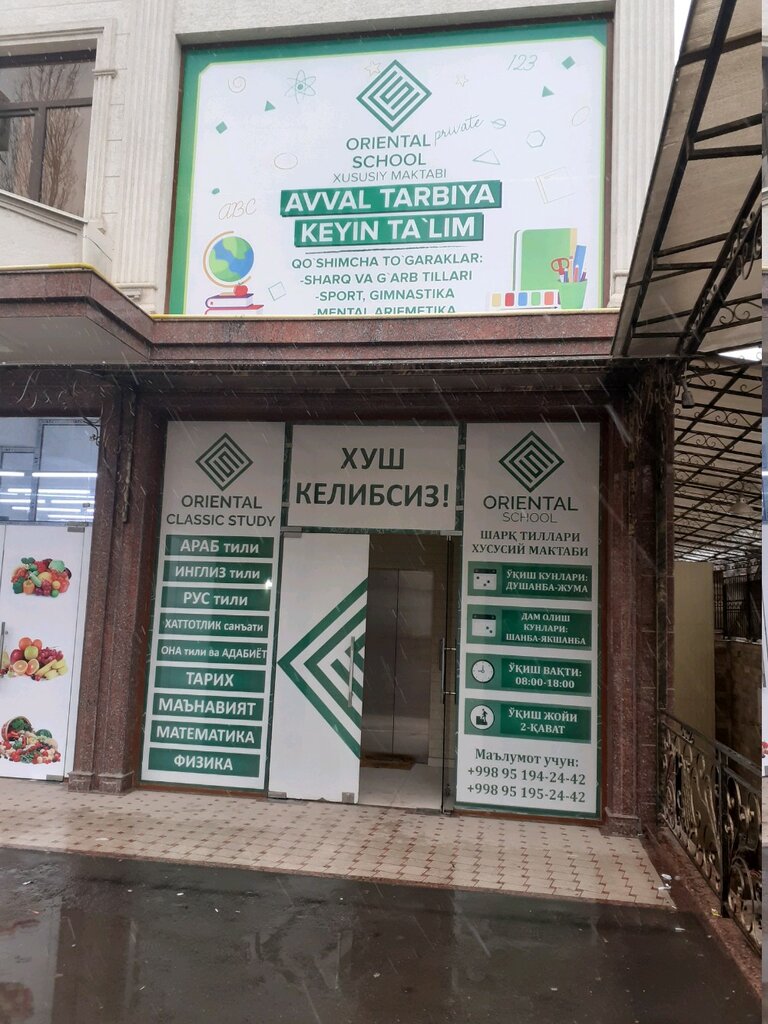 123
ORIENTAL private
SCHOOL
XUSUSIY MAKTABI
ABC
AVVAL TARBIYA
KEYIN TA`LIM
QO`SHIMCHA TO`GARAKLAR:
-SHARQ VA G`ARB TILLARI
-SPORT, GIMNASTIKA
-MENTAL ARIFMETIKA
ORIENTAL
CLASSIC STUDY
АРАБ тили
ИНГЛИЗ тили
РУС тили
ХАТТОТЛИК санъати
ОНА тили ва АДАБИЁТ
ТАРИХ
МАЪНАВИЯТ
МАТЕМАТИКА
ФИЗИКА
ХУШ
КЕЛИБСИЗ!
ORIENTAL
SCHOOL
ШАРҚ ТИЛЛАРИ
ХУСУСИЙ МАКТАБИ
ЎҚИШ КУНЛАРИ:
ДУШАНБА-ЖУМА
ДАМ ОЛИШ
КУНЛАРИ:
ШАНБА-ЯКШАНБА
ЎҚИШ ВАҚТИ:
08:00-18:00
ЎҚИШ ЖОЙИ
2-ҚАВАТ
Маълумот учун:
+998 95 194-24-42
+998 95 195-24-42